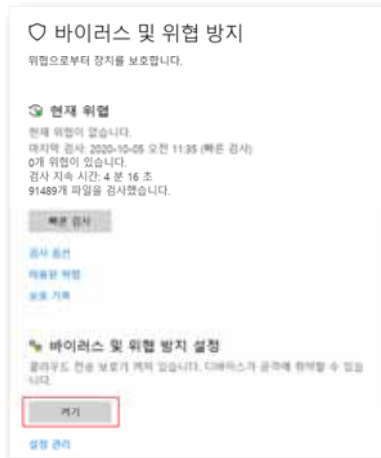 바이러스 및 위협 방지
위협으로부터 장치를 보호합니다.
현재 위협
현재 위협이 없습니다.
마지막 검사: 2020-10-05 오전 11:35 (빠른 검사)
0개 위협이 있습니다.
검사 지속 시간: 4 분 16 초
91489개 파일을 검사했습니다.
빠른 검사
검사 옵션
허용된 위협
보호 기록
바이러스 및 위협 방지 설정
클라우드 전송 보호가 꺼져 있습니다. 디바이스가 공격에 취약할 수 있습
니다.
켜기
설정 관리